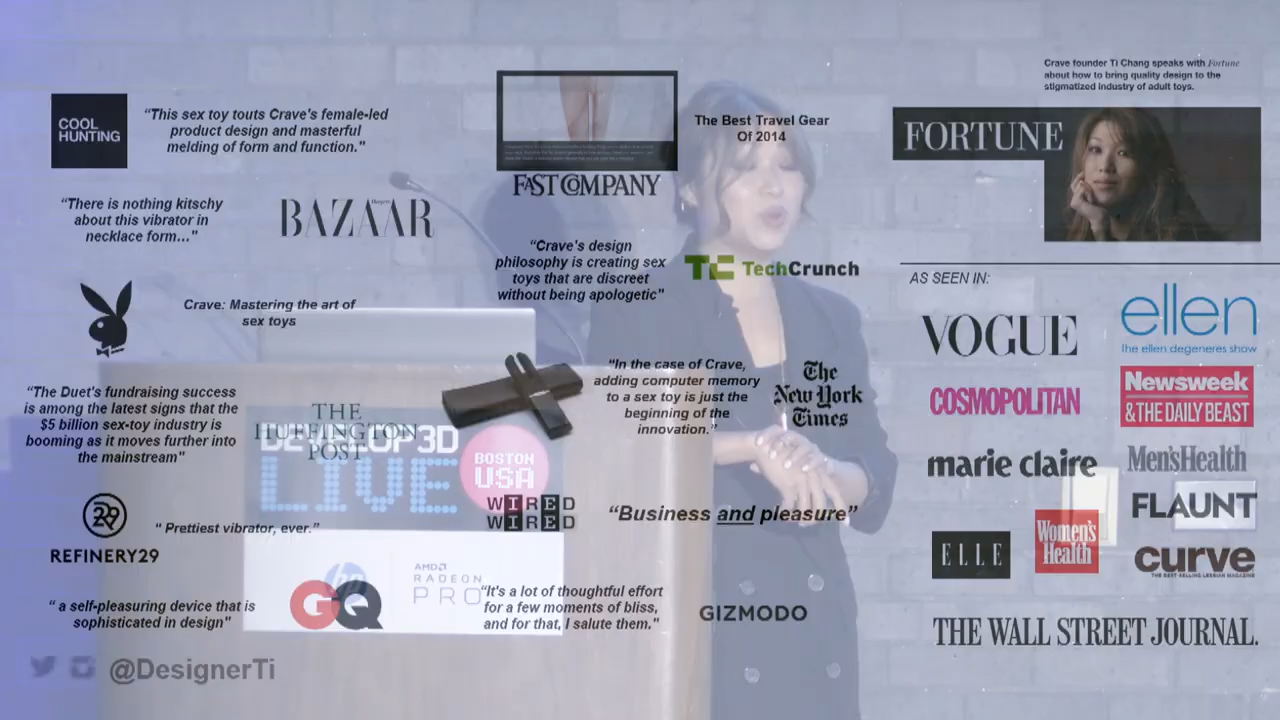 COOL
HUNTING
“This sex toy touts Crave's female-led
product design and masterful
melding of form and function."
“There is nothing kitschy
about this vibrator in
necklace form…"
Harper's
BAZAAR
Crave: Mastering the art of
sex toys
“The Duet's fundraising success
is among the latest signs that the
$5 billion sex-toy industry is
booming as it moves further into
the mainstream"
THE
HUFFINGTON
POST
REFINERY29
“ Prettiest vibrator, ever.”
“ a self-pleasuring device that is
sophisticated in design"
GQ
@DesignerTi
FAST COMPANY
The Best Travel Gear
Of 2014
“Crave's design
philosophy is creating sex
toys that are discreet
without being apologetic”
TC TechCrunch
“In the case of Crave,
adding computer memory
to a sex toy is just the
beginning of the
innovation.”
The
New York
Times
WIRED
WIRED
“Business and pleasure”
“It's a lot of thoughtful effort
for a few moments of bliss,
and for that, I salute them."
GIZMODO
Crave founder Ti Chang speaks with Fortune
about how to bring quality design to the
stigmatized industry of adult toys.
FORTUNE
AS SEEN IN:
VOGUE
ellen
the ellen degeneres show
COSMOPOLITAN
Newsweek
&THE DAILY BEAST
marie claire
Men'sHealth
FLAUNT
ELLE
Women's
Health
curve
THE BEST-SELLING LESBIAN MAGAZINE
THE WALL STREET JOURNAL.
DEVELOP3D
LIVE
BOSTON
USA
hp
AMD
RADEON
PRO